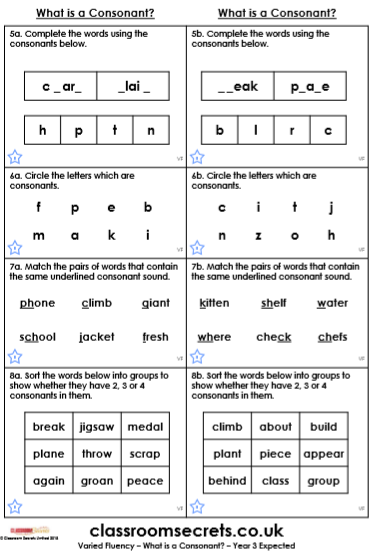 What is a Consonant?
What is a Consonant?
5a. Complete the words using the
consonants below.
c _ar_ _lai _
h p t n
VF
5b. Complete the words using the
consonants below.
_ _eak p_a_e
b l r c
VF
6a. Circle the letters which are
consonants.
f p e b
m a k i
VF
6b. Circle the letters which are
consonants.
c i t j
n z o h
VF
7a. Match the pairs of words that contain
the same underlined consonant sound.
phone climb giant
school jacket fresh
VF
7b. Match the pairs of words that contain
the same underlined consonant sound.
kitten shelf water
where check chefs
VF
8a. Sort the words below into groups to
show whether they have 2, 3 or 4
consonants in them.
break jigsaw medal
plane throw scrap
again groan peace
VF
8b. Sort the words below into groups to
show whether they have 2, 3 or 4
consonants in them.
climb about build
plant piece appear
behind class group
VF
© Classroom Secrets Limited 2018
classroomsecrets.co.uk
Varied Fluency – What is a Consonant? – Year 3 Expected